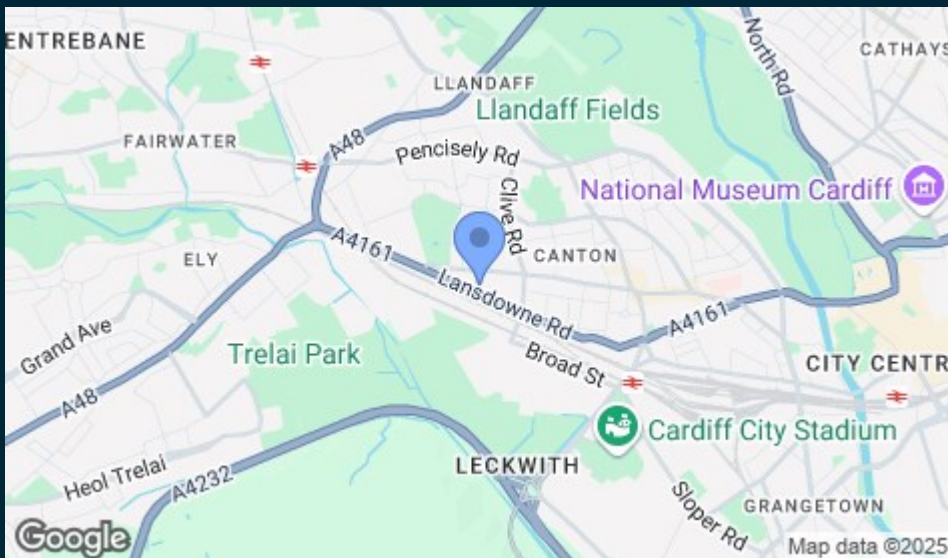 ENTREBANE
CATHAYS
North Rd
LLANDAFF
Llandaff Fields
A48
FAIRWATER
Pencisely Rd
National Museum Cardiff
Clive Rd
A4161
CANTON
ELY
Lansdowne Rd
A4161
Grand Ave
Trelai Park
Broad St
CITY CENTR
A48
Cardiff City Stadium
Heol Trelai
A4232
LECKWITH
Sloper Rd
GRANGETOWN
Google
Map data ©2025